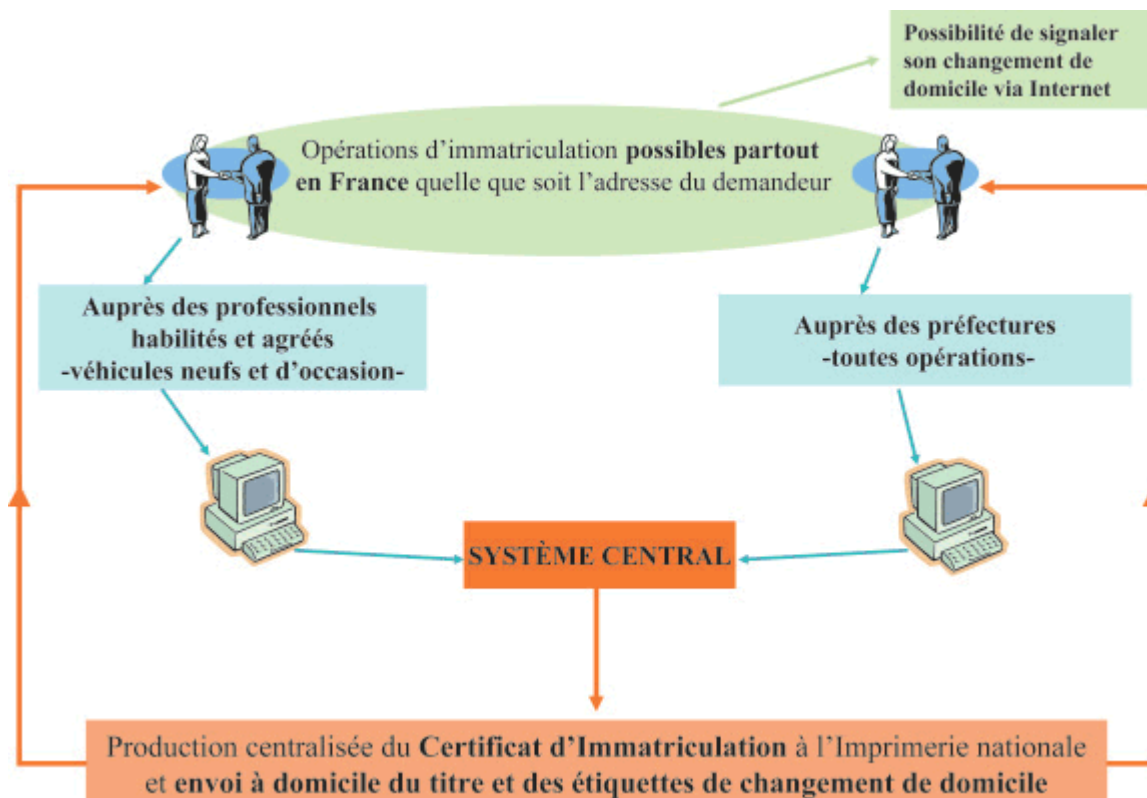 Possibilité de signaler
son changement de
domicile via Internet
Opérations d’immatriculation possibles partout
en France quelle que soit l’adresse du demandeur
Auprès des professionnels
habilités et agréés
-véhicules neufs et d’occasion-
Auprès des préfectures
-toutes opérations-
SYSTÈME CENTRAL
Production centralisée du Certificat d’Immatriculation à l’Imprimerie nationale
et envoi à domicile du titre et des étiquettes de changement de domicile